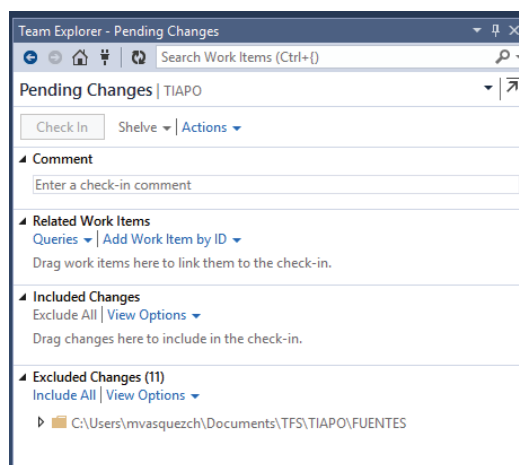 Team Explorer - Pending Changes
Search Work Items (Ctrl+{)
Pending Changes | TIAPO
Check In Shelve Actions
Comment
Enter a check-in comment
Related Work Items
Queries Add Work Item by ID
Drag work items here to link them to the check-in.
Included Changes
Exclude All View Options
Drag changes here to include in the check-in.
Excluded Changes (11)
Include All View Options
C:\Users\mvasquezch\Documents\TFS\TIAPO\FUENTES